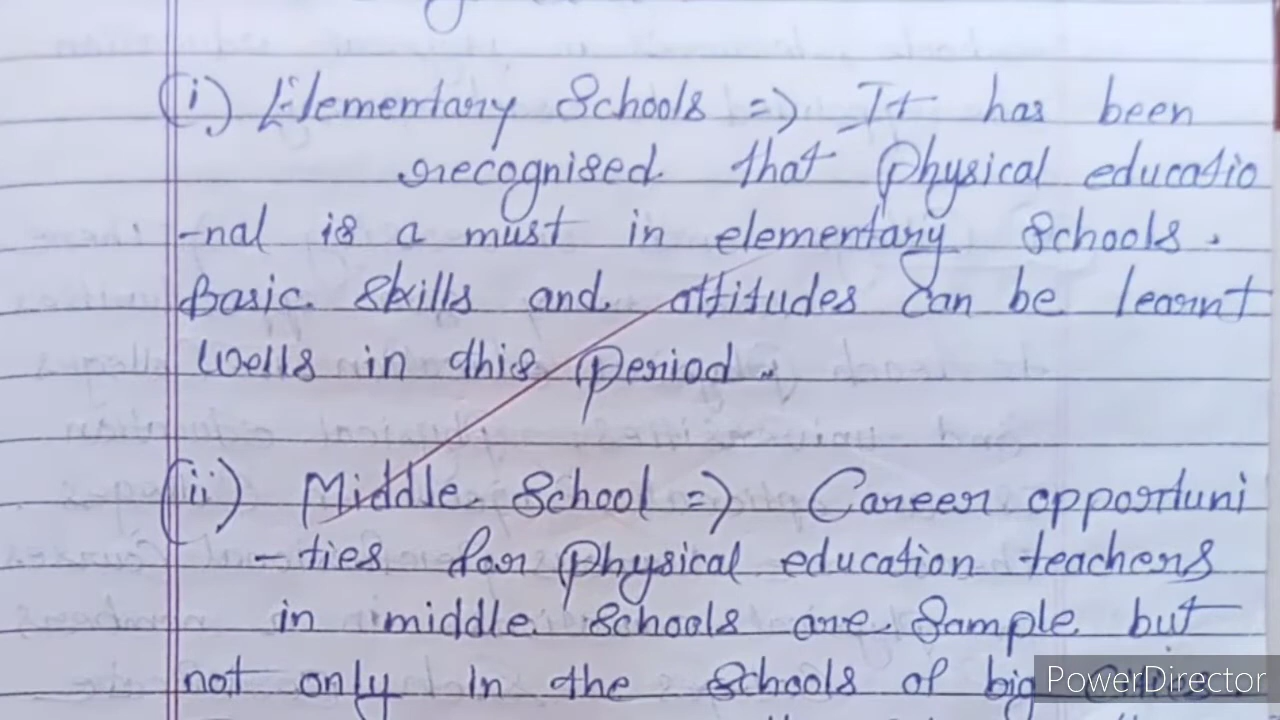 (i) Elementary Schools => It has been
recognised that Physical educatio
-nal is a must in elementary Schools.
Basic Skills and attitudes can be learnt
wells in this Period.
(ii) Middle School => Career opportuni
-ties for Physical education teachers
in middle Schools are Sample but
not only in the Schools of big cities.
PowerDirector